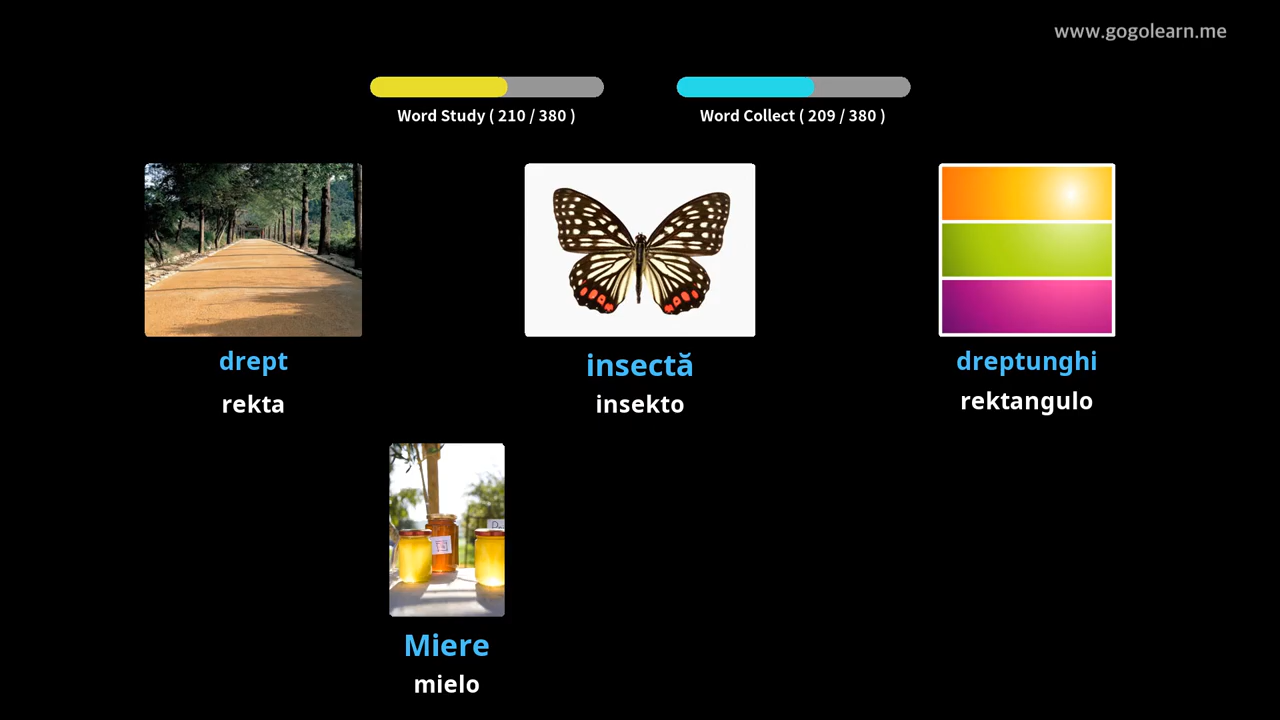 www.gogolearn.me
Word Study ( 210 / 380 )
Word Collect ( 209 / 380 )
drept
insectă
dreptunghi
rekta
insekto
rektangulo
Miere
mielo